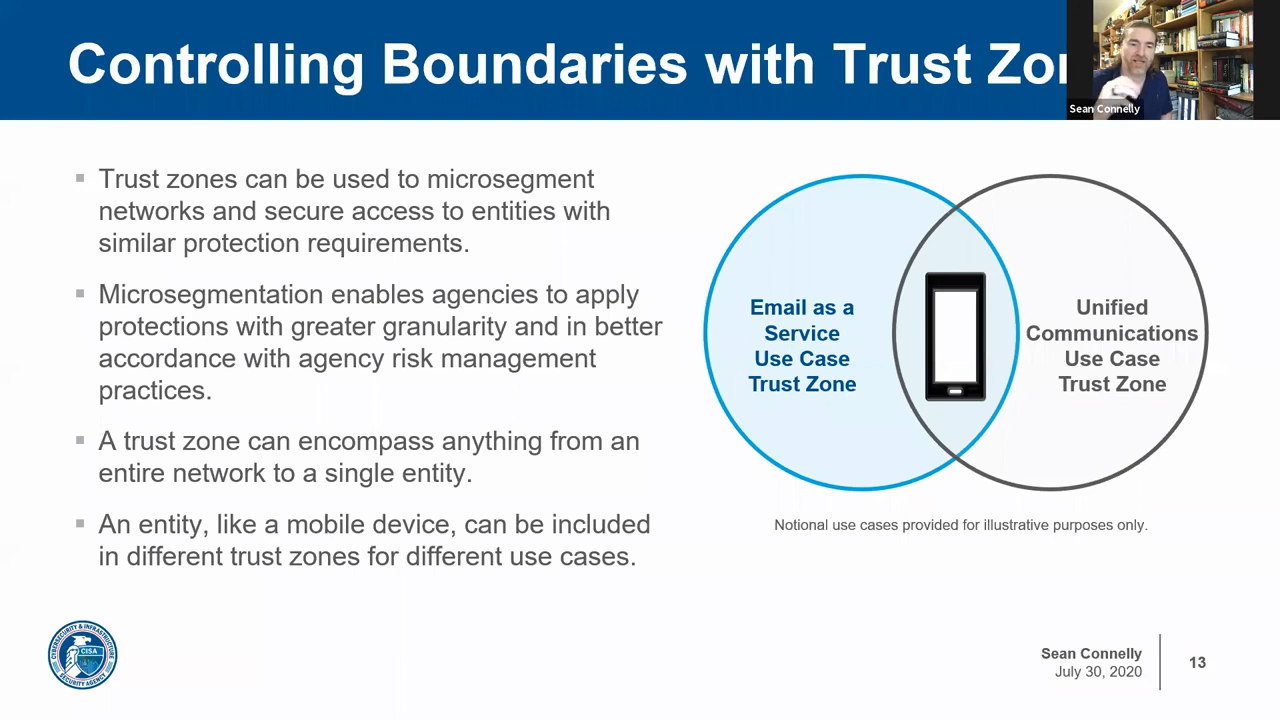 Controlling Boundaries with Trust Zo
Sean Connelly
▪ Trust zones can be used to microsegment
networks and secure access to entities with
similar protection requirements.
▪ Microsegmentation enables agencies to apply
protections with greater granularity and in better
accordance with agency risk management
practices.
▪ A trust zone can encompass anything from an
entire network to a single entity.
▪ An entity, like a mobile device, can be included
in different trust zones for different use cases.
Email as a
Service
Use Case
Trust Zone
Unified
Communications
Use Case
Trust Zone
Notional use cases provided for illustrative purposes only.
CYBERSECURITY & INFRASTRUCTURE
CISA
SECURITY AGENCY
Sean Connelly
July 30, 2020
13